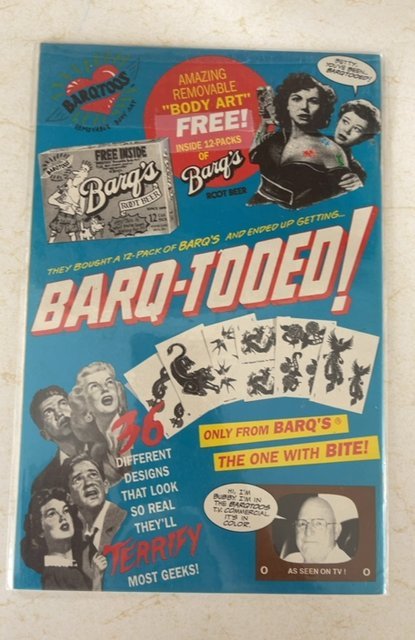 BARQTOOS
REMOVABLE BODY ART
AMAZING
REMOVABLE
"BODY ART"
FREE!
INSIDE 12-PACKS
OF
Barq's
ROOT BEER
BETTY,
YOU'VE BEEN...
BARQTOOED!
FREE INSIDE
Barq's
ROOT BEER
12 CANS
THEY BOUGHT A 12-PACK OF BARQ'S AND ENDED UP GETTING...
BARQ-TOOED!
36
DIFFERENT
DESIGNS
THAT LOOK
SO REAL
THEY'LL
TERRIFY
MOST GEEKS!
ONLY FROM BARQ'S®
THE ONE WITH BITE!
HI, I'M
BUBBY. I'M IN
THE BARQTOOS
T.V. COMMERCIAL.
IT'S IN
COLOR.
AS SEEN ON TV!